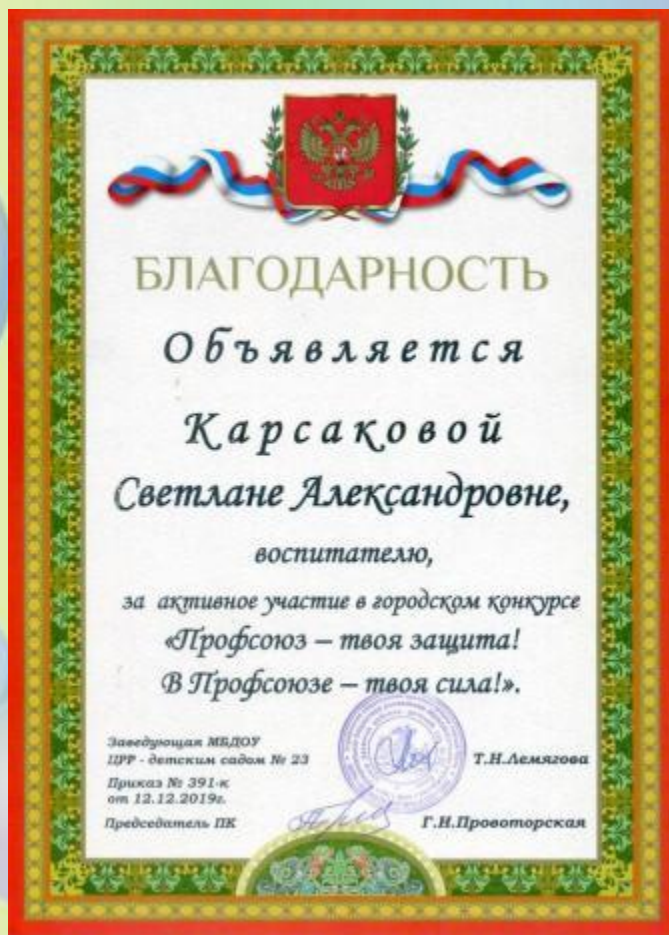 БЛАГОДАРНОСТЬ
Объявляется
Карсаковой
Светлане Александровне,
воспитателю,
за активное участие в городском конкурсе
«Профсоюз – твоя защита!
В Профсоюзе – твоя сила!».
Заведующая МБДОУ
ЦРР - детским садом № 23 Т.Н.Лемягова
Приказ № 391-к
от 12.12.2019г.
Председатель ПК Г.Н.Провоторская